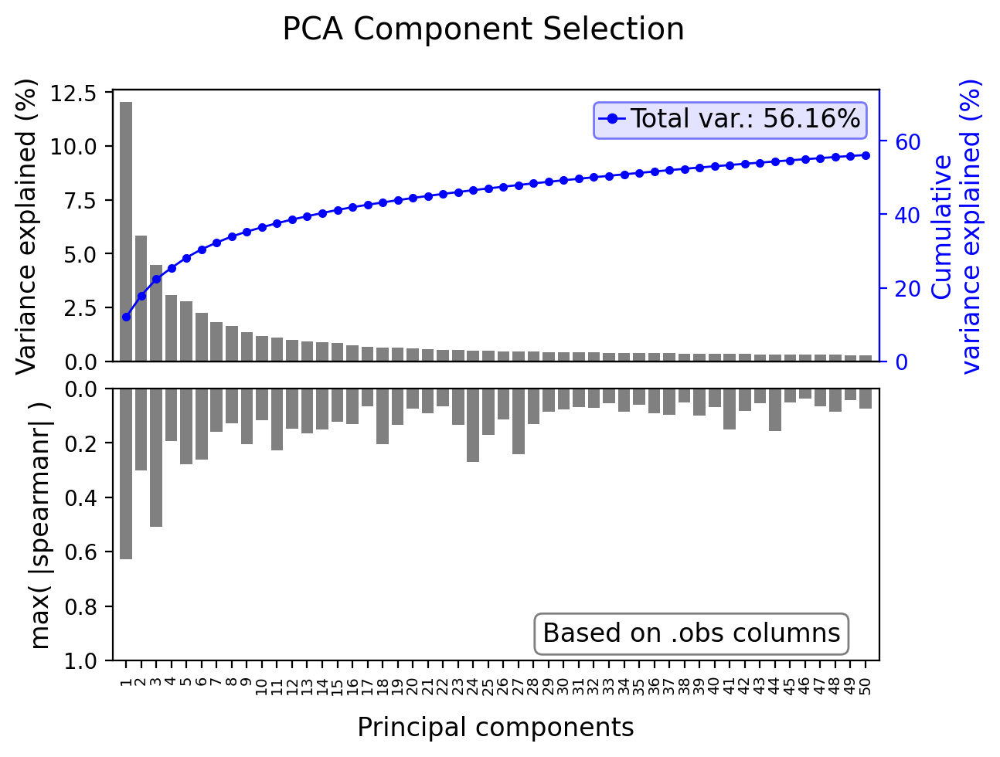 PCA Component Selection
Variance explained (%)
12.5
10.0
7.5
5.0
2.5
0.0
Total var.: 56.16%
60
40
20
0
Cumulative
variance explained (%)
max( |spearmanr| )
0.0
0.2
0.4
0.6
0.8
1.0
Based on .obs columns
1 2 3 4 5 6 7 8 9 10 11 12 13 14 15 16 17 18 19 20 21 22 23 24 25 26 27 28 29 30 31 32 33 34 35 36 37 38 39 40 41 42 43 44 45 46 47 48 49 50
Principal components